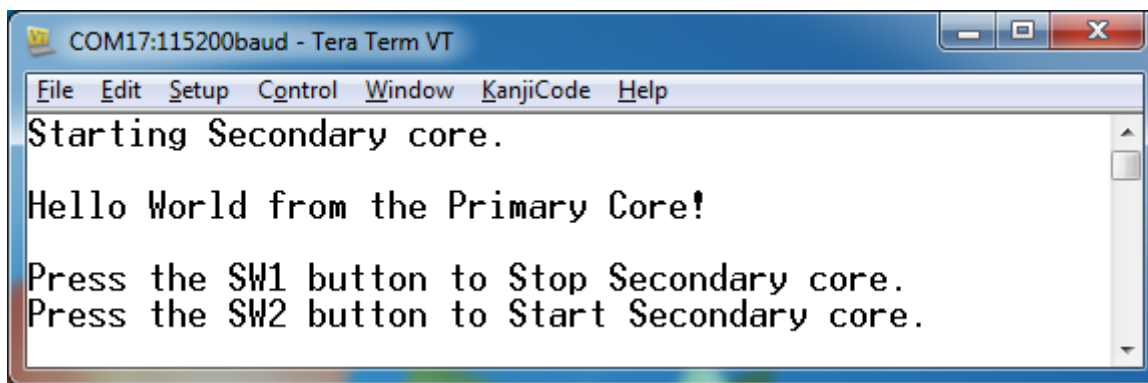 COM17:115200baud - Tera Term VT
File Edit Setup Control Window KanjiCode Help
Starting Secondary core.
Hello World from the Primary Core!
Press the SW1 button to Stop Secondary core.
Press the SW2 button to Start Secondary core.